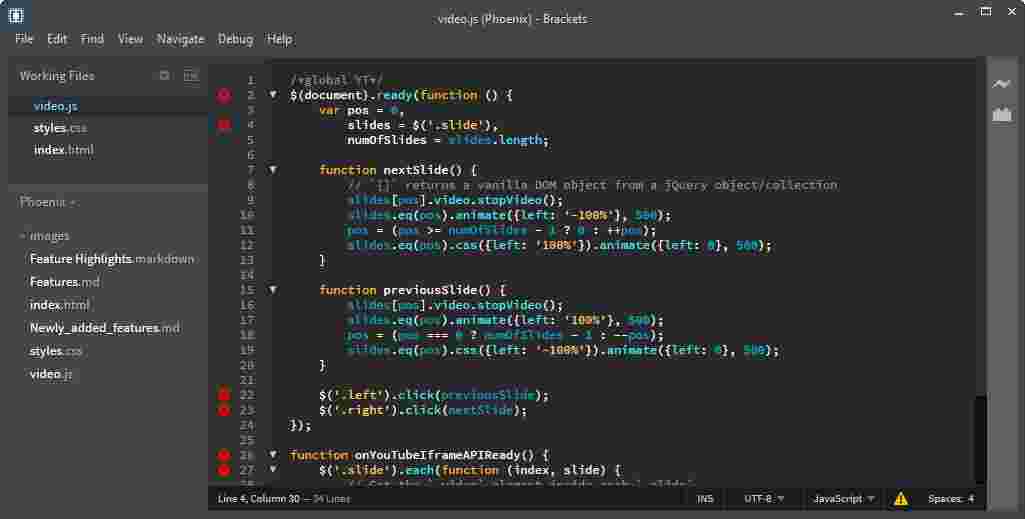 video.js (Phoenix) - Brackets
File Edit Find View Navigate Debug Help
Working Files
video.js
styles.css
index.html
Phoenix
images
Feature Highlights.markdown
Features.md
index.html
Newly_added_features.md
styles.css
video.js
1 /*global YT*/
2 $(document).ready(function () {
3 var pos = 0,
4 slides = $('.slide'),
5 numOfSlides = slides.length;
6
7 function nextSlide() {
8 // `[]` returns a vanilla DOM object from a jQuery object/collection
9 slides[pos].video.stopVideo();
10 slides.eq(pos).animate({left: '-100%'}, 500);
11 pos = (pos >= numOfSlides - 1 ? 0 : ++pos);
12 slides.eq(pos).css({left: '100%'}).animate({left: 0}, 500);
13 }
14
15 function previousSlide() {
16 slides[pos].video.stopVideo();
17 slides.eq(pos).animate({left: '100%'}, 500);
18 pos = (pos === 0 ? numOfSlides - 1 : --pos);
19 slides.eq(pos).css({left: '-100%'}).animate({left: 0}, 500);
20 }
21
22 $('.left').click(previousSlide);
23 $('.right').click(nextSlide);
24 });
25
26 function onYouTubeIframeAPIReady() {
27 $('.slide').each(function (index, slide) {
Line 4, Column 30 — 34 Lines INS UTF-8 JavaScript Spaces: 4